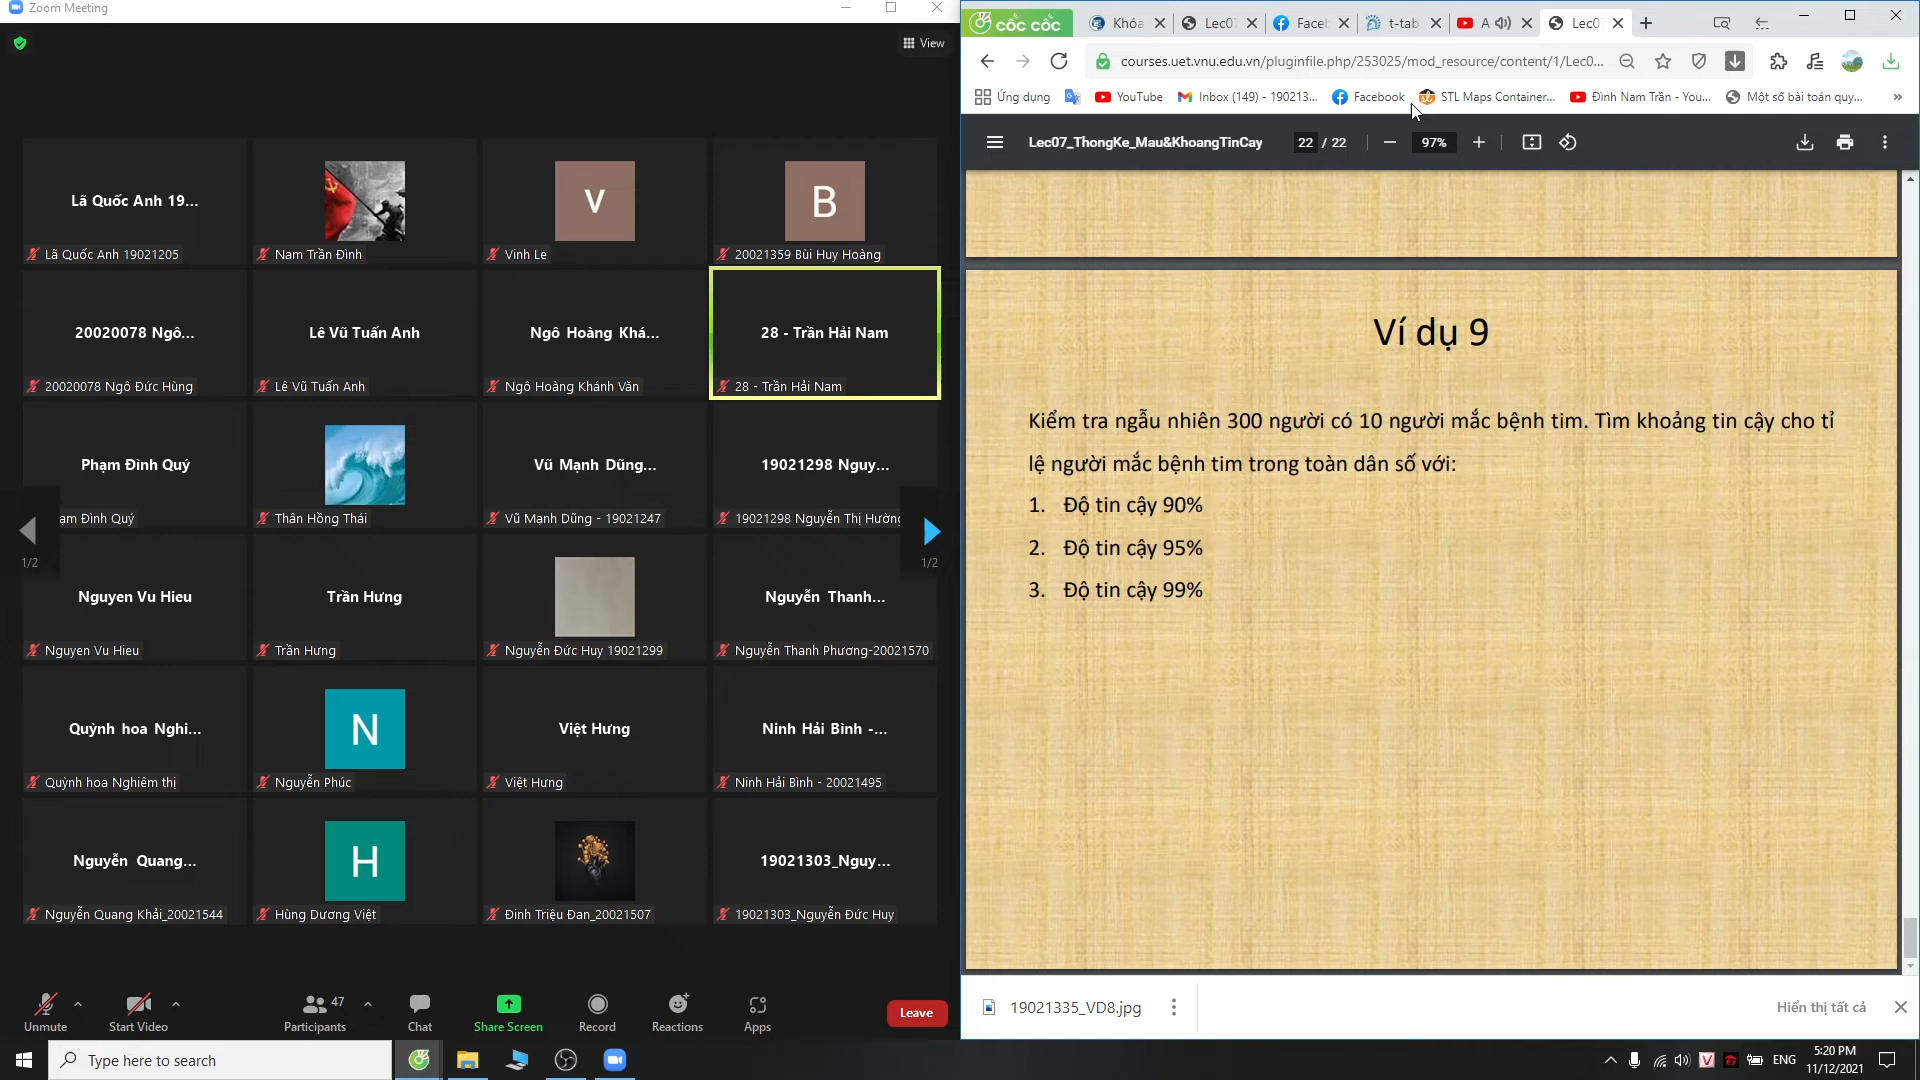 Zoom Meeting
View
Lã Quốc Anh 19...
Lã Quốc Anh 19021205
Nam Trần Đình
V
Vinh Le
B
20021359 Bùi Huy Hoàng
20020078 Ngô...
20020078 Ngô Đức Hùng
Lê Vũ Tuấn Anh
Lê Vũ Tuấn Anh
Ngô Hoàng Khá...
Ngô Hoàng Khánh Văn
28 - Trần Hải Nam
28 - Trần Hải Nam
Phạm Đình Quý
am Đình Quý
Thân Hồng Thái
Vũ Mạnh Dũng...
Vũ Mạnh Dũng - 19021247
19021298 Nguy...
19021298 Nguyễn Thị Hường
1/2
1/2
Nguyen Vu Hieu
Nguyen Vu Hieu
Trần Hưng
Trần Hưng
Nguyễn Đức Huy 19021299
Nguyễn Thanh...
Nguyễn Thanh Phương-20021570
Quỳnh hoa Nghi...
Quỳnh hoa Nghiêm thị
N
Nguyễn Phúc
Việt Hưng
Việt Hưng
Ninh Hải Bình -...
Ninh Hải Bình - 20021495
Nguyễn Quang...
Nguyễn Quang Khải_20021544
H
Hùng Dương Việt
Đinh Triệu Đan_20021507
19021303_Nguy...
19021303_Nguyễn Đức Huy
Unmute
Start Video
47
Participants
Chat
Share Screen
Record
Reactions
Apps
Leave
cốc cốc
Khóa
Lec0
Face
t-tab
A
Lec0
courses.uet.vnu.edu.vn/pluginfile.php/253025/mod_resource/content/1/Lec0...
Ứng dụng
YouTube
Inbox (149) - 190213...
Facebook
STL Maps Container...
Đình Nam Trần - You...
Một số bài toán quy...
»
Lec07_ThongKe_Mau&KhoangTinCay
22 / 22
97%
Ví dụ 9
Kiểm tra ngẫu nhiên 300 người có 10 người mắc bệnh tim. Tìm khoảng tin cậy cho tỉ
lệ người mắc bệnh tim trong toàn dân số với:
1. Độ tin cậy 90%
2. Độ tin cậy 95%
3. Độ tin cậy 99%
19021335_VD8.jpg
Hiển thị tất cả
Type here to search
V
ENG
5:20 PM
11/12/2021